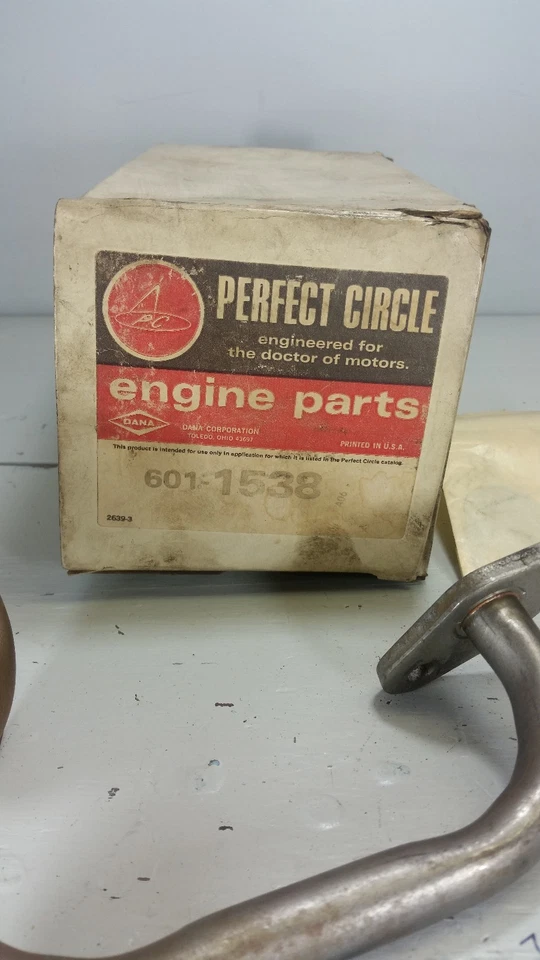 PC
PERFECT CIRCLE
engineered for
the doctor of motors.
engine parts
DANA
DANA CORPORATION
TOLEDO, OHIO 43697
PRINTED IN U.S.A.
This product is intended for use only in application for which it is listed in the Perfect Circle catalog.
601-1538
2639-3